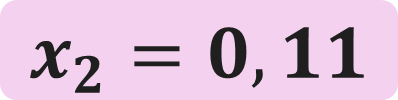 x₂ = 0,11